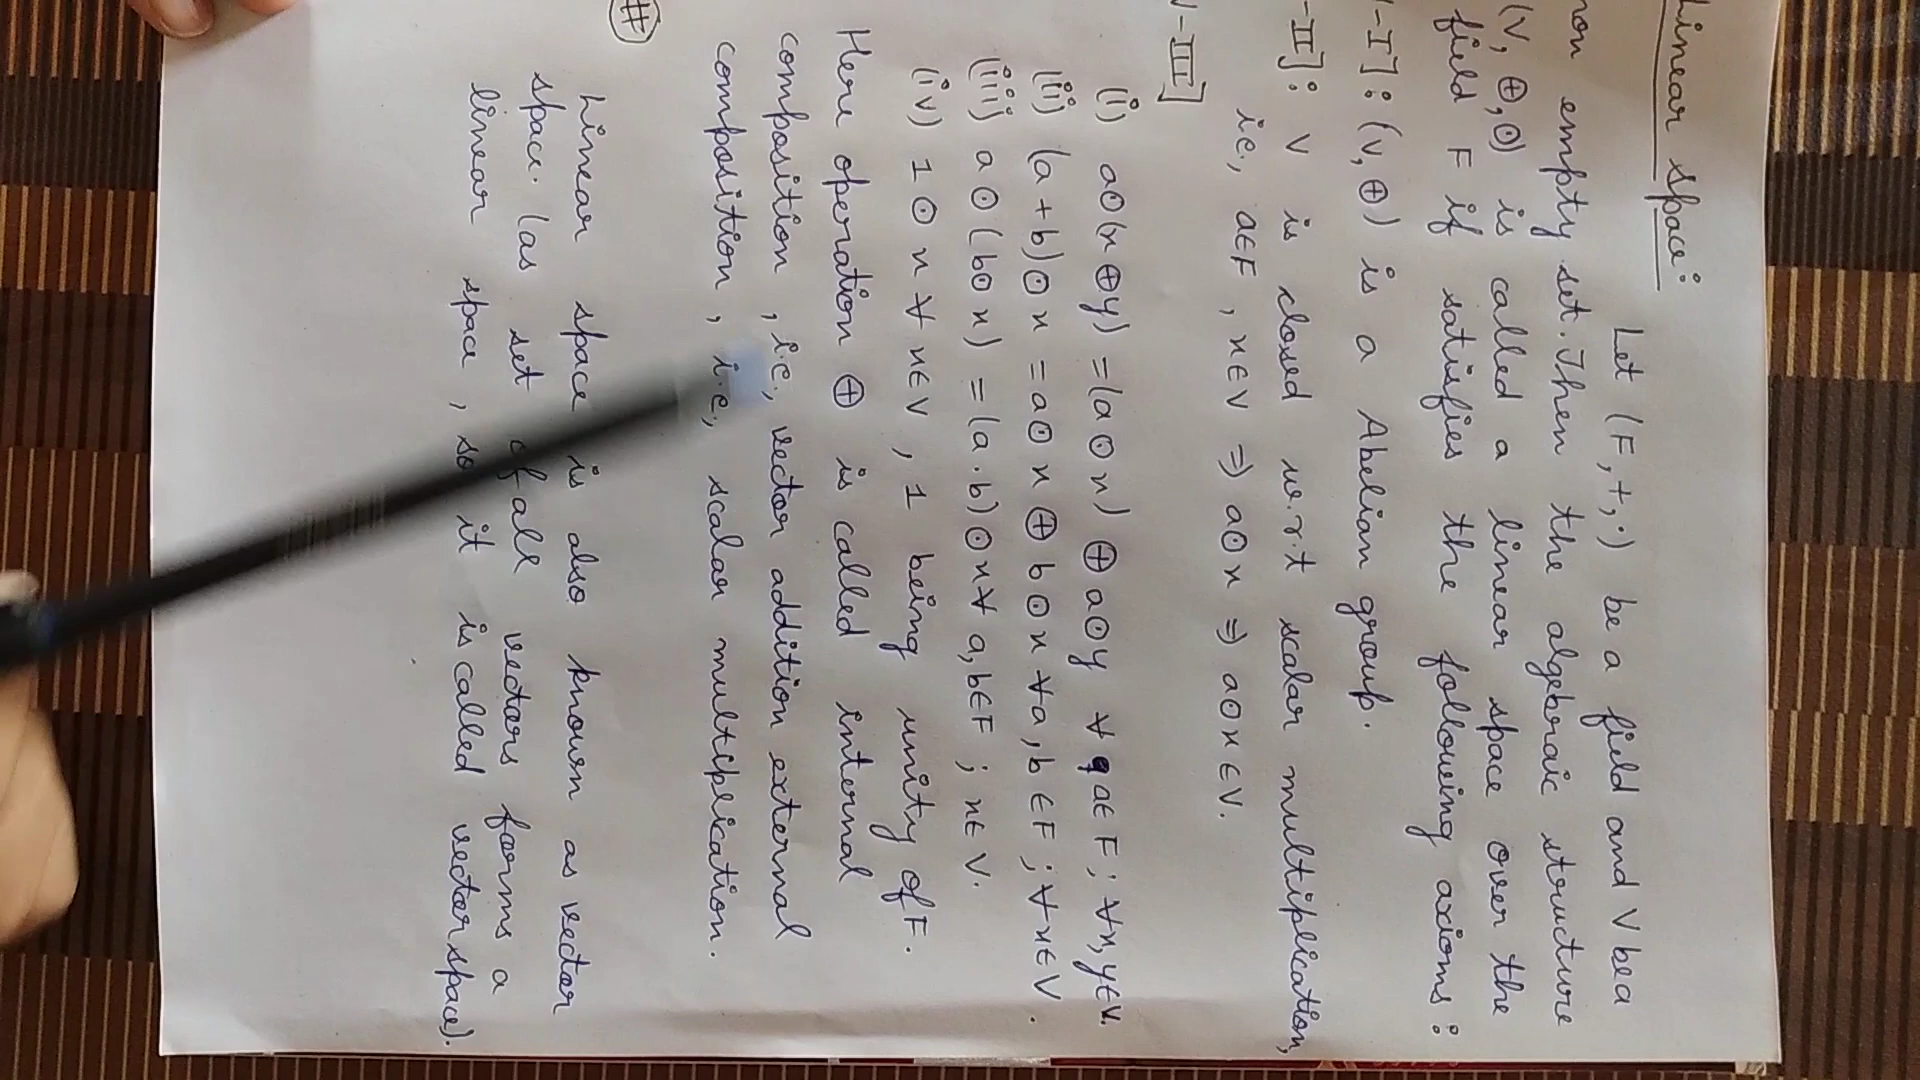 Linear space:
Let (F, +, ·) be a field and V be a
non empty set. Then the algebraic structure
(V, ⊕, ⊙) is called a linear space over the
field F if satisfies the following axioms:
-I]: (V, ⊕) is a Abelian group.
-II]: V is closed w.r.t scalar multiplication,
ie, a∈F, x∈V ⇒ a⊙x ⇒ a⊙x∈V.
V-III]
(i) a⊙(x⊕y) = (a⊙x) ⊕ a⊙y ∀ a∈F; ∀x,y∈V.
(ii) (a+b)⊙x = a⊙x ⊕ b⊙x ∀a,b∈F; ∀x∈V.
(iii) a⊙(b⊙x) = (a·b)⊙x ∀ a,b∈F; x∈V.
(iv) 1⊙x ∀ x∈V, 1 being unity of F.
Here operation ⊕ is called internal
composition, i.e, vector addition external
composition, i.e, scalar multiplication.
#
Linear space is also known as vector
space. (as set of all vectors forms a
linear space, so it is called vector space).